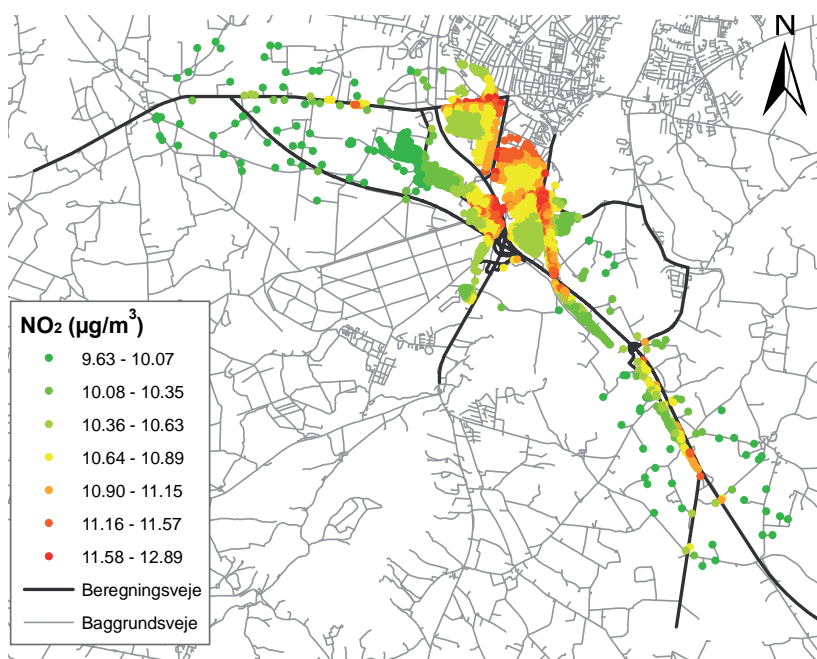 N
NO₂ (µg/m³)
9.63 - 10.07
10.08 - 10.35
10.36 - 10.63
10.64 - 10.89
10.90 - 11.15
11.16 - 11.57
11.58 - 12.89
Beregningsveje
Baggrundsveje